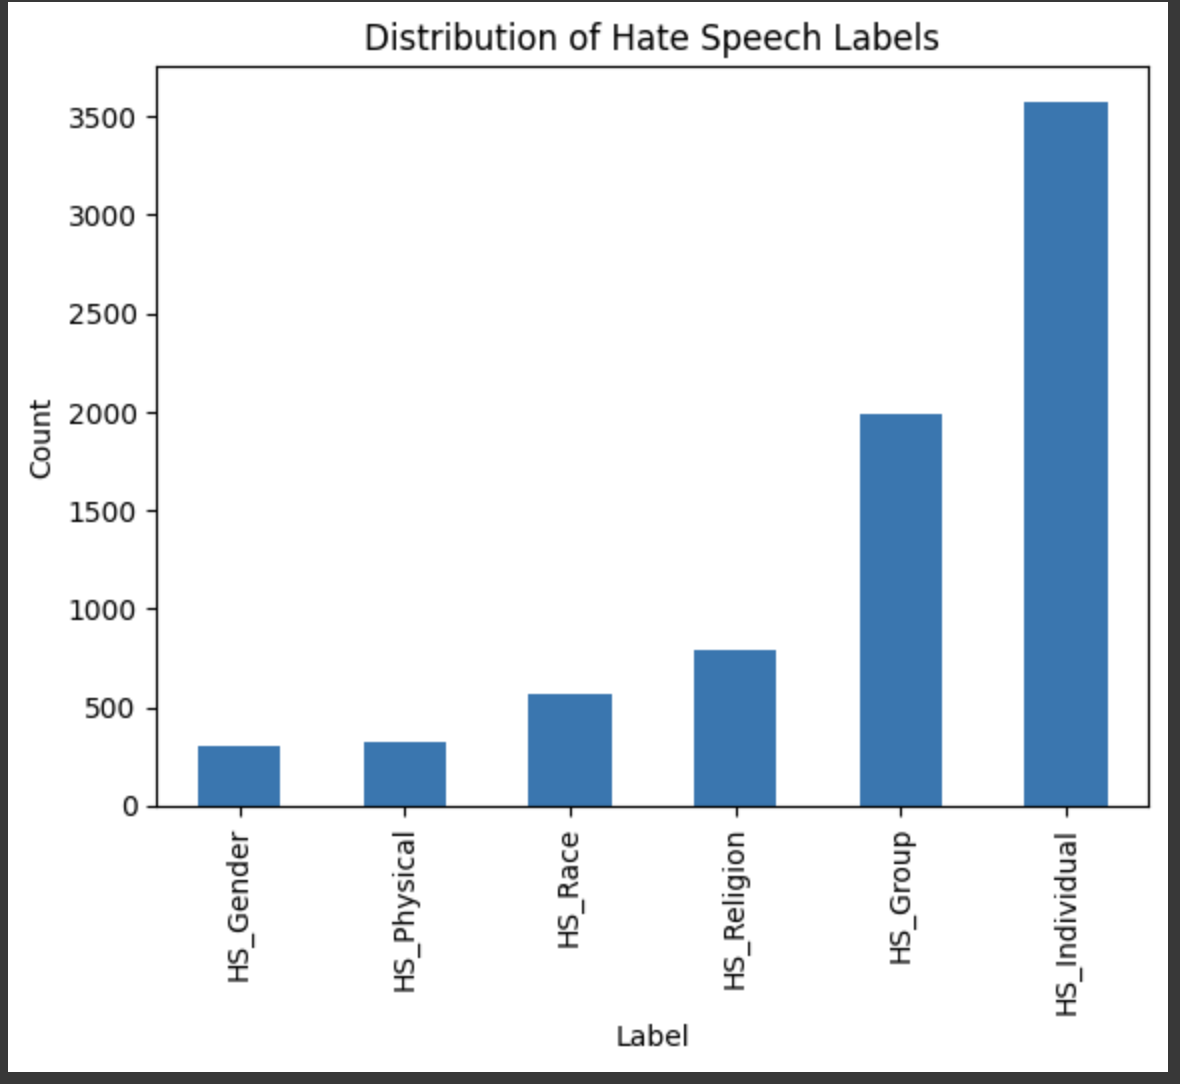 Distribution of Hate Speech Labels
3500
3000
2500
2000
1500
1000
500
0
Count
HS_Gender
HS_Physical
HS_Race
HS_Religion
HS_Group
HS_Individual
Label